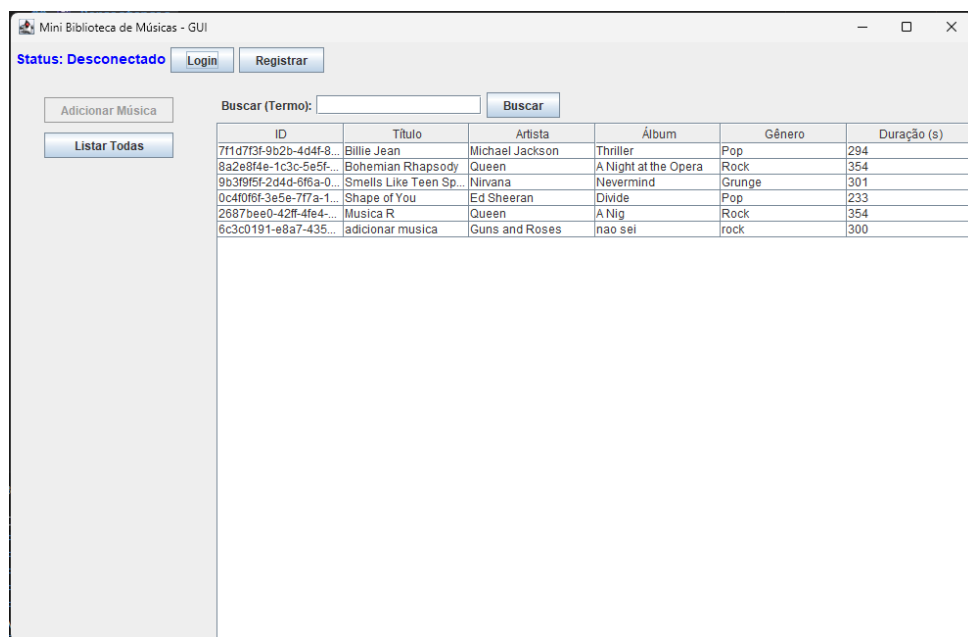 Mini Biblioteca de Músicas - GUI
Status: Desconectado Login Registrar
Adicionar Música
Listar Todas
Buscar (Termo): Buscar
ID Título Artista Álbum Gênero Duração (s)
7f1d7f3f-9b2b-4d4f-8... Billie Jean Michael Jackson Thriller Pop 294
8a2e8f4e-1c3c-5e5f-... Bohemian Rhapsody Queen A Night at the Opera Rock 354
9b3f9f5f-2d4d-6f6a-0... Smells Like Teen Sp... Nirvana Nevermind Grunge 301
0c4f0f6f-3e5e-7f7a-1... Shape of You Ed Sheeran Divide Pop 233
2687bee0-42ff-4fe4-... Musica R Queen A Nig Rock 354
6c3c0191-e8a7-435... adicionar musica Guns and Roses nao sei rock 300